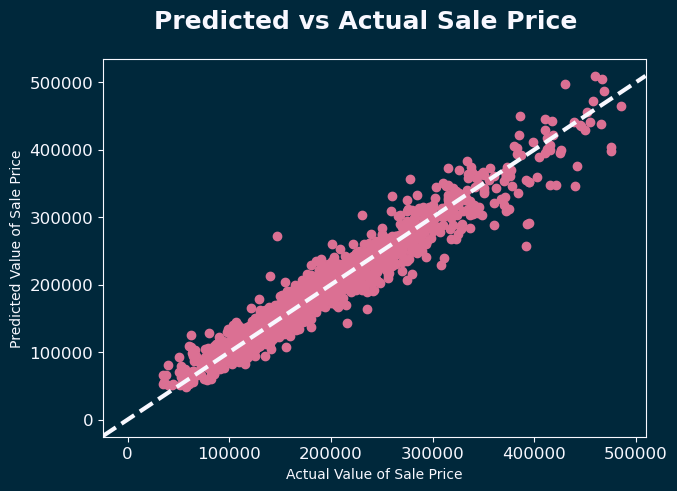 Predicted vs Actual Sale Price
500000
400000
300000
200000
100000
0
Predicted Value of Sale Price
0 100000 200000 300000 400000 500000
Actual Value of Sale Price